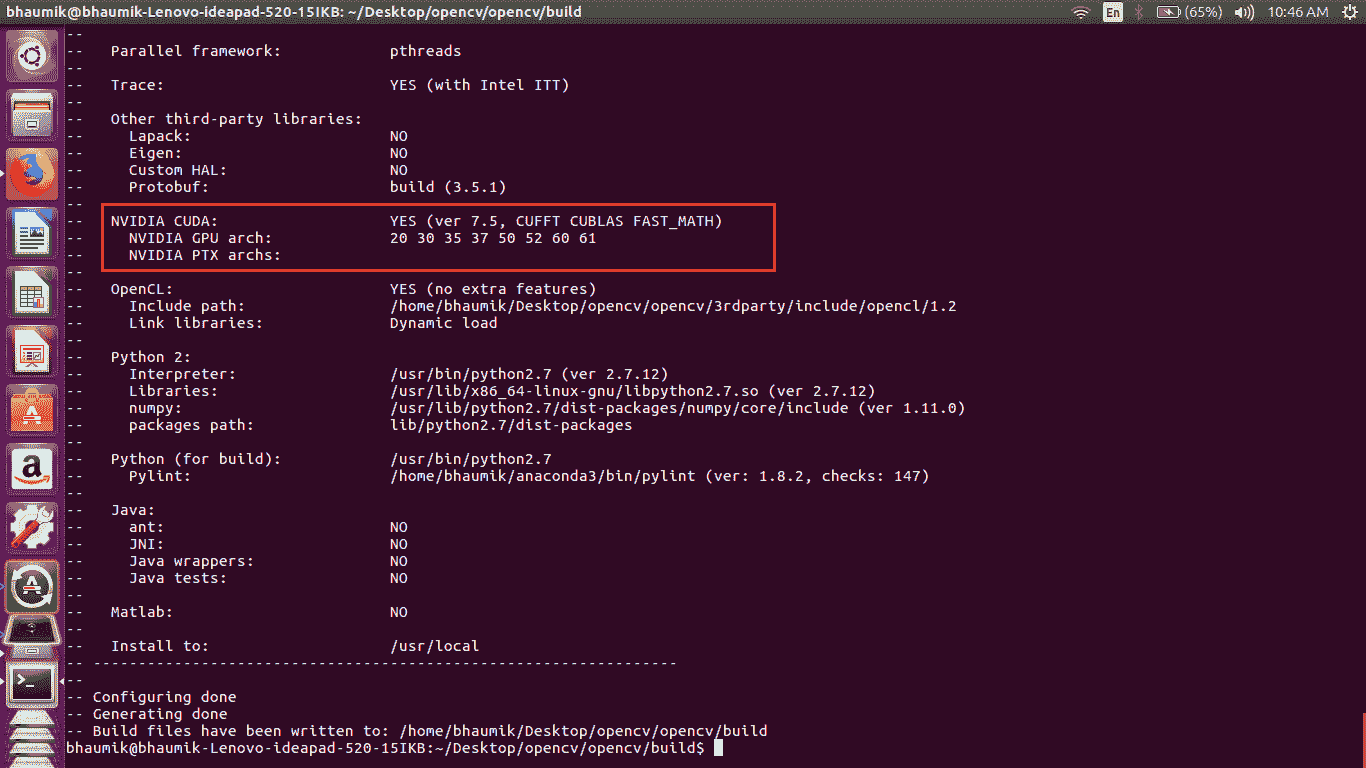 bhaumik@bhaumik-Lenovo-ideapad-520-15IKB: ~/Desktop/opencv/opencv/build En (65%) 10:46 AM
--
--   Parallel framework:            pthreads
--
--   Trace:                         YES (with Intel ITT)
--
--   Other third-party libraries:
--     Lapack:                      NO
--     Eigen:                       NO
--     Custom HAL:                  NO
--     Protobuf:                    build (3.5.1)
--
--   NVIDIA CUDA:                   YES (ver 7.5, CUFFT CUBLAS FAST_MATH)
--     NVIDIA GPU arch:             20 30 35 37 50 52 60 61
--     NVIDIA PTX archs:
--
--   OpenCL:                        YES (no extra features)
--     Include path:                /home/bhaumik/Desktop/opencv/opencv/3rdparty/include/opencl/1.2
--     Link libraries:              Dynamic load
--
--   Python 2:
--     Interpreter:                 /usr/bin/python2.7 (ver 2.7.12)
--     Libraries:                   /usr/lib/x86_64-linux-gnu/libpython2.7.so (ver 2.7.12)
--     numpy:                       /usr/lib/python2.7/dist-packages/numpy/core/include (ver 1.11.0)
--     packages path:               lib/python2.7/dist-packages
--
--   Python (for build):            /usr/bin/python2.7
--     Pylint:                      /home/bhaumik/anaconda3/bin/pylint (ver: 1.8.2, checks: 147)
--
--   Java:
--     ant:                         NO
--     JNI:                         NO
--     Java wrappers:               NO
--     Java tests:                  NO
--
--   Matlab:                        NO
--
--   Install to:                    /usr/local
-- -----------------------------------------------------------------
--
-- Configuring done
-- Generating done
-- Build files have been written to: /home/bhaumik/Desktop/opencv/opencv/build
bhaumik@bhaumik-Lenovo-ideapad-520-15IKB:~/Desktop/opencv/opencv/build$